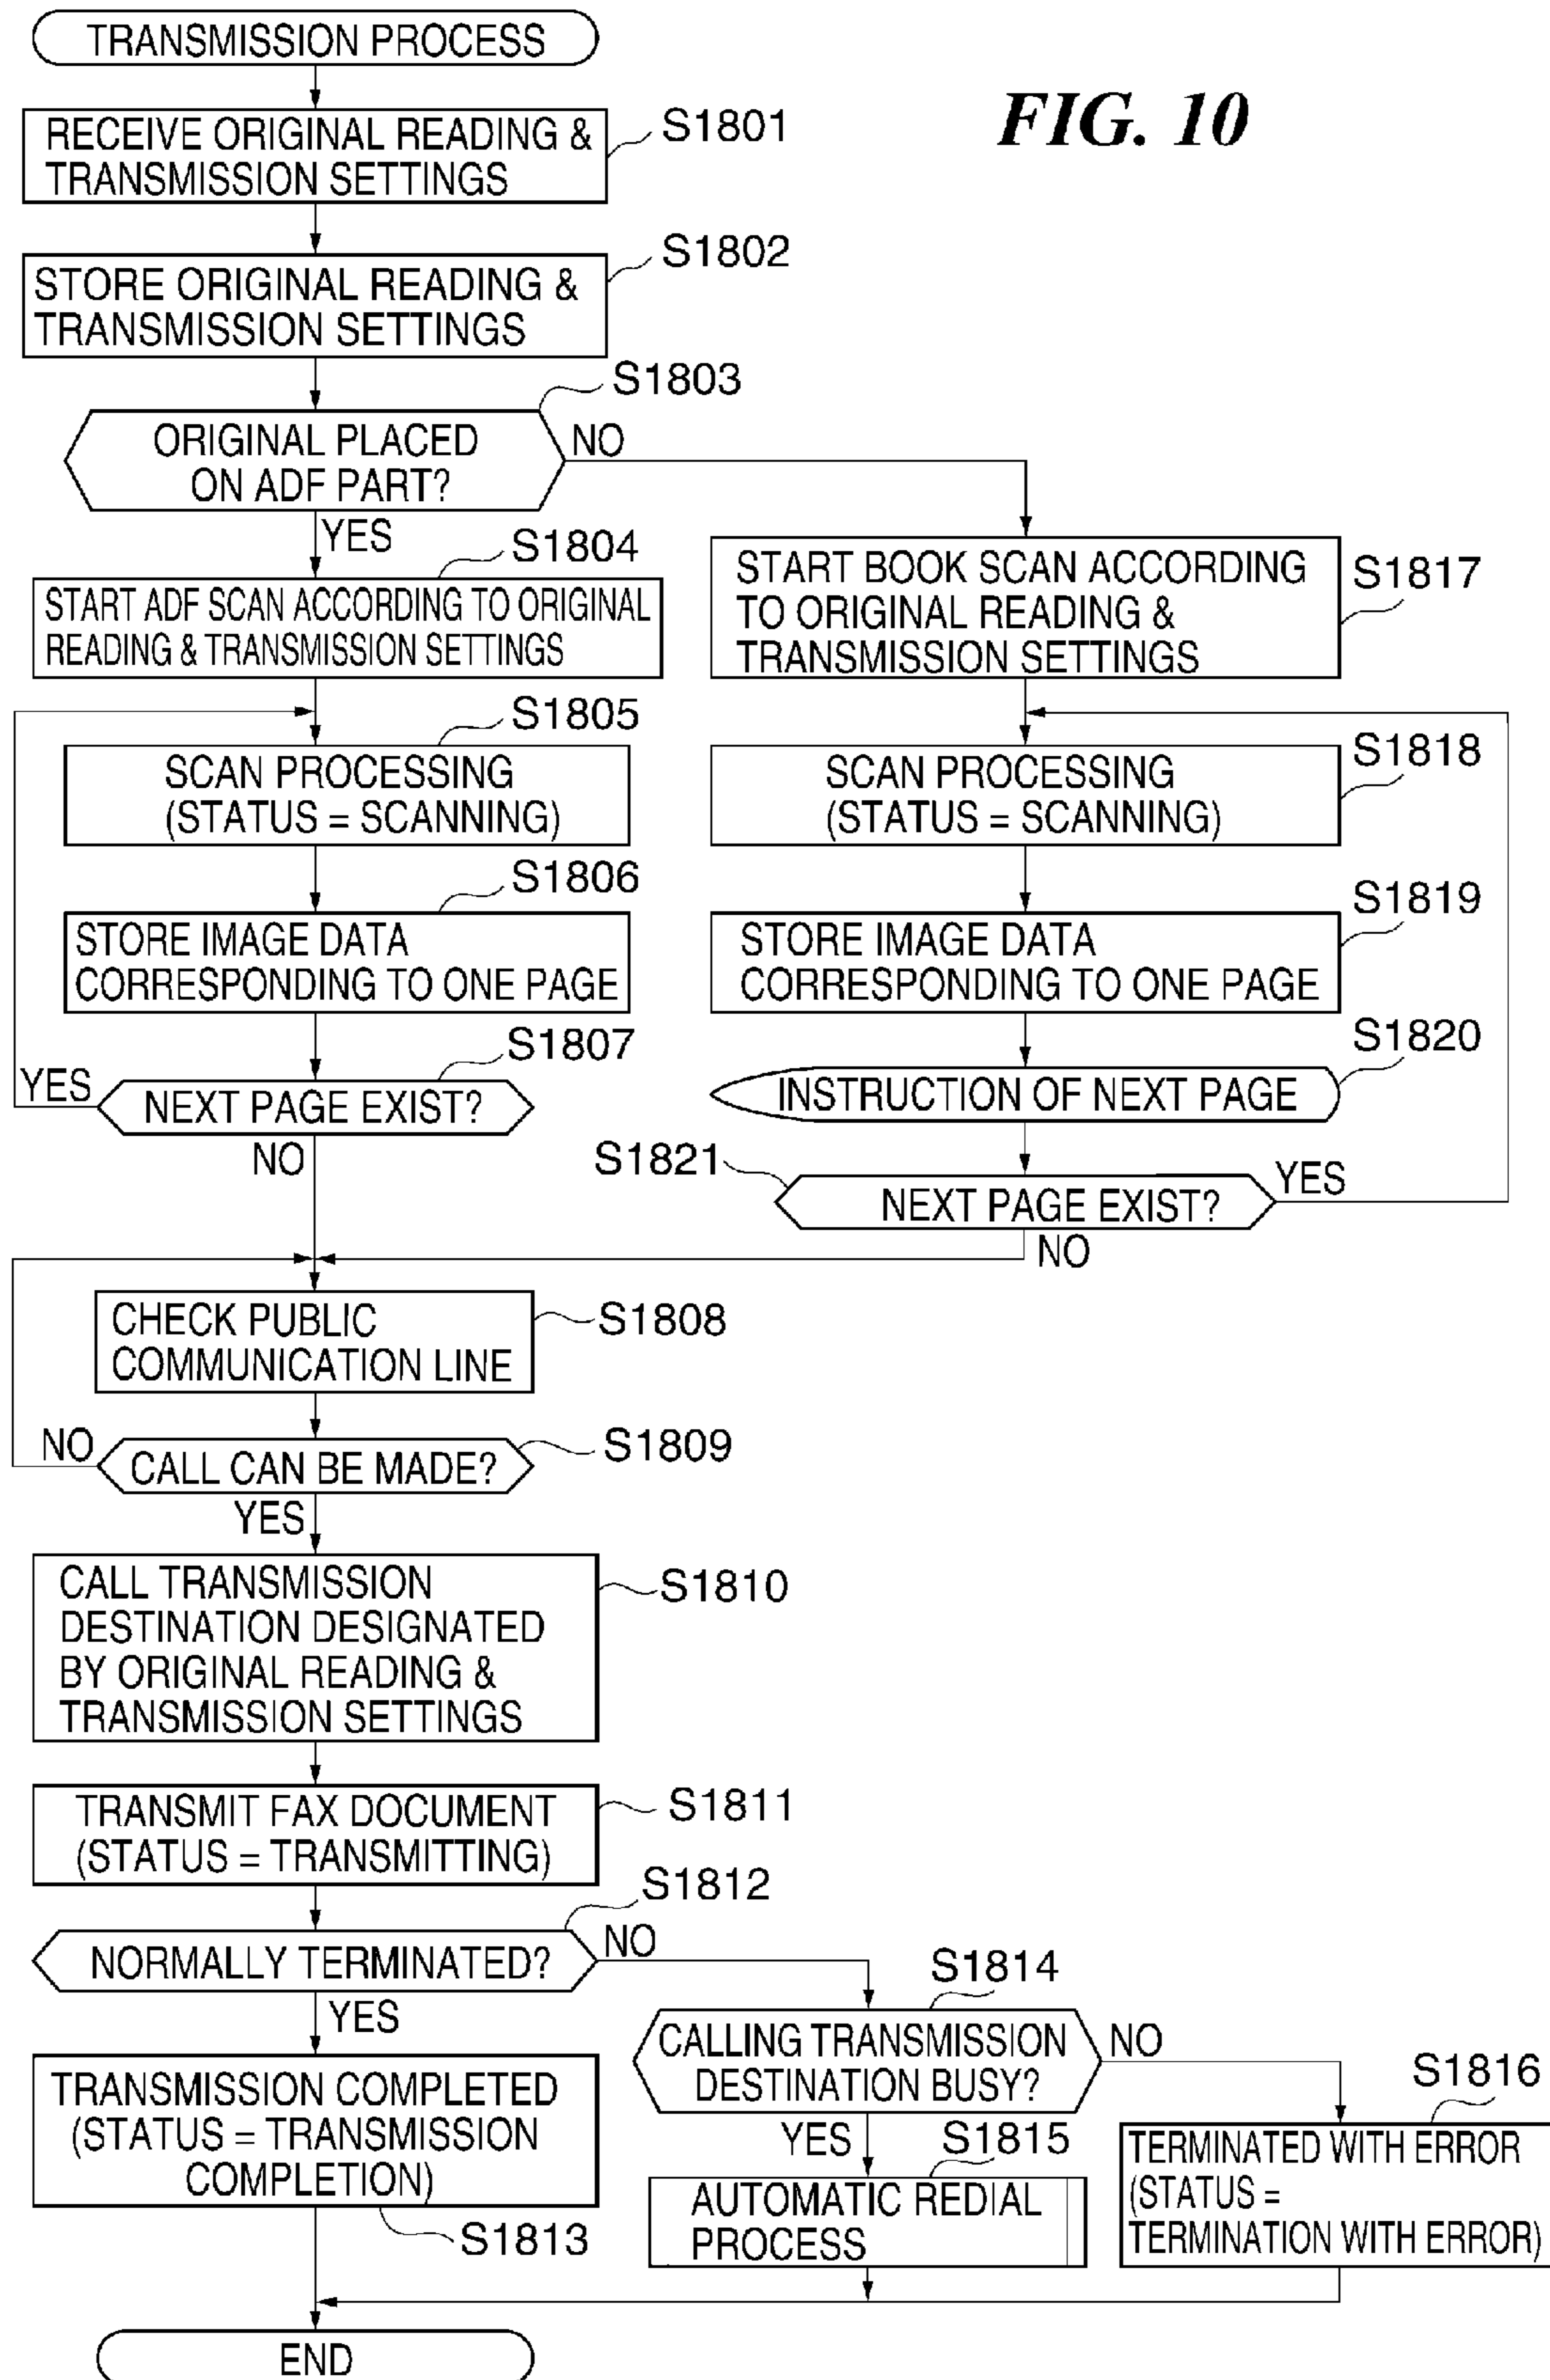 TRANSMISSION PROCESS
FIG. 10
RECEIVE ORIGINAL READING &
TRANSMISSION SETTINGS
S1801
STORE ORIGINAL READING &
TRANSMISSION SETTINGS
S1802
S1803
ORIGINAL PLACED
ON ADF PART?
NO
YES
S1804
START ADF SCAN ACCORDING TO ORIGINAL
READING & TRANSMISSION SETTINGS
START BOOK SCAN ACCORDING
TO ORIGINAL READING &
TRANSMISSION SETTINGS
S1817
S1805
SCAN PROCESSING
(STATUS = SCANNING)
SCAN PROCESSING
(STATUS = SCANNING)
S1818
S1806
STORE IMAGE DATA
CORRESPONDING TO ONE PAGE
STORE IMAGE DATA
CORRESPONDING TO ONE PAGE
S1819
S1807
YES
NEXT PAGE EXIST?
NO
INSTRUCTION OF NEXT PAGE
S1820
S1821
NEXT PAGE EXIST?
YES
NO
CHECK PUBLIC
COMMUNICATION LINE
S1808
NO
CALL CAN BE MADE?
S1809
YES
CALL TRANSMISSION
DESTINATION DESIGNATED
BY ORIGINAL READING &
TRANSMISSION SETTINGS
S1810
TRANSMIT FAX DOCUMENT
(STATUS = TRANSMITTING)
S1811
S1812
NORMALLY TERMINATED?
NO
YES
S1814
CALLING TRANSMISSION
DESTINATION BUSY?
NO
YES
TRANSMISSION COMPLETED
(STATUS = TRANSMISSION
COMPLETION)
S1813
S1815
AUTOMATIC REDIAL
PROCESS
S1816
TERMINATED WITH ERROR
(STATUS =
TERMINATION WITH ERROR)
END